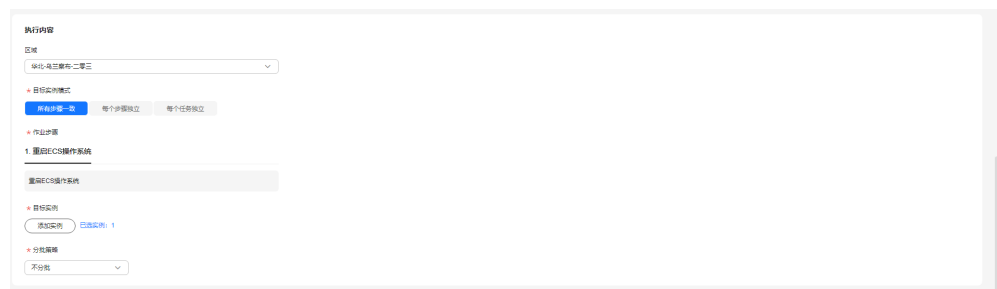 执行内容
区域
华北-乌兰察布-二零三
* 目标实例模式
所有步骤一致 每个步骤独立 每个任务独立
* 作业步骤
1. 重启ECS操作系统
重启ECS操作系统
* 目标实例
添加实例 已选实例：1
* 分批策略
不分批